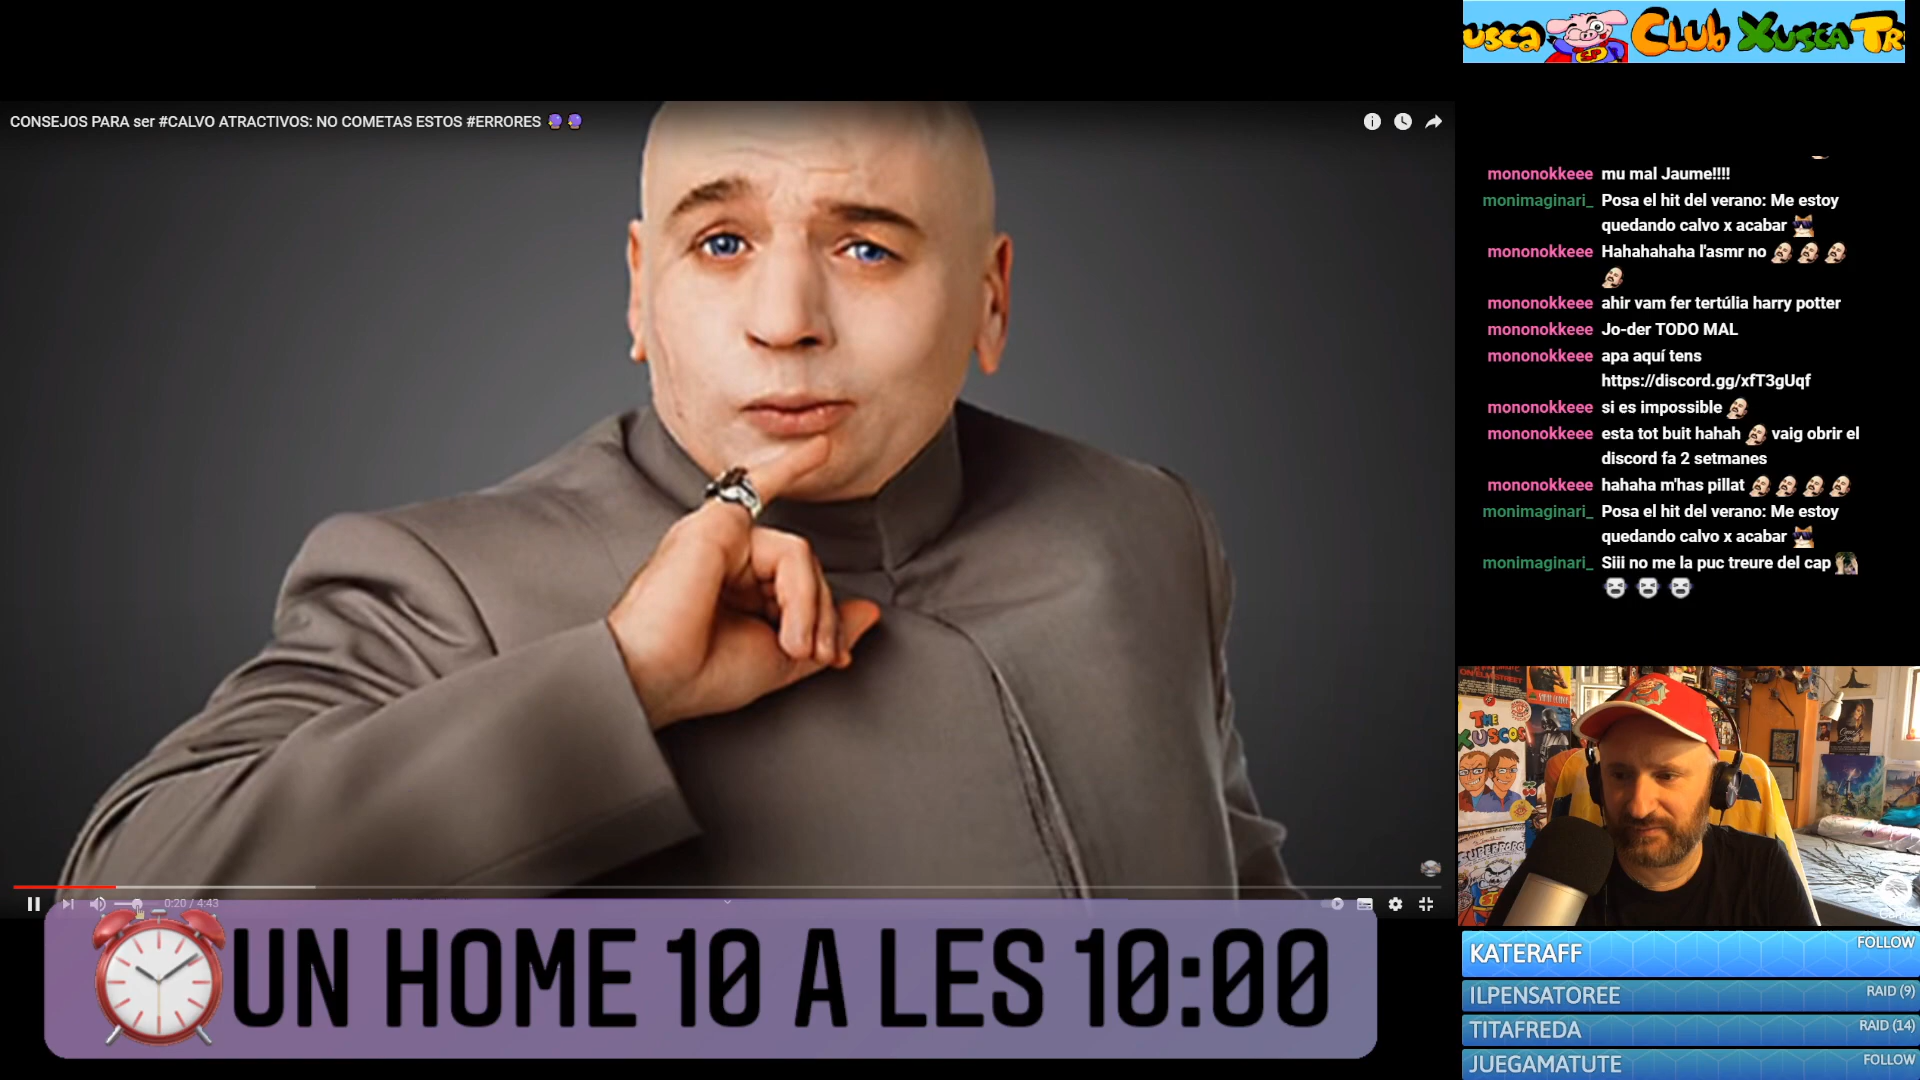 usca Club Xusca Tr
SP
CONSEJOS PARA ser #CALVO ATRACTIVOS: NO COMETAS ESTOS #ERRORES
mononokkeee mu mal Jaume!!!!
monimaginari_ Posa el hit del verano: Me estoy
quedando calvo x acabar
mononokkeee Hahahahaha l'asmr no
mononokkeee ahir vam fer tertúlia harry potter
mononokkeee Jo-der TODO MAL
mononokkeee apa aquí tens
https://discord.gg/xfT3gUqf
mononokkeee si es impossible
mononokkeee esta tot buit hahah vaig obrir el
discord fa 2 setmanes
mononokkeee hahaha m'has pillat
monimaginari_ Posa el hit del verano: Me estoy
quedando calvo x acabar
monimaginari_ Siii no me la puc treure del cap
THE
XUSCOS
0:20 / 4:43
UN HOME 10 A LES 10:00
KATERAFF FOLLOW
ILPENSATOREE RAID (9)
TITAFREDA RAID (14)
JUEGAMATUTE FOLLOW